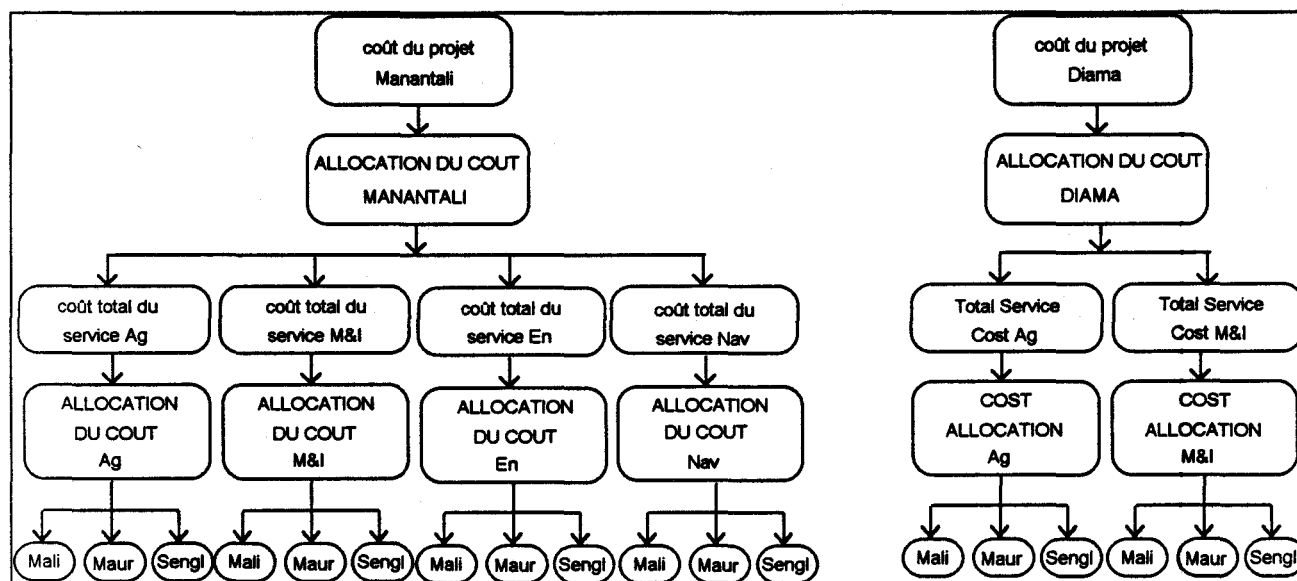 coût du projet
Manantali
coût du projet
Diama
ALLOCATION DU COUT
MANANTALI
ALLOCATION DU COUT
DIAMA
coût total du
service Ag
coût total du
service M&I
coût total du
service En
coût total du
service Nav
Total Service
Cost Ag
Total Service
Cost M&I
ALLOCATION
DU COUT
Ag
ALLOCATION
DU COUT
M&I
ALLOCATION
DU COUT
En
ALLOCATION
DU COUT
Nav
COST
ALLOCATION
Ag
COST
ALLOCATION
M&I
Mali
Maur
Sengl
Mali
Maur
Sengl
Mali
Maur
Sengl
Mali
Maur
Sengl
Mali
Maur
Sengl
Mali
Maur
Sengl